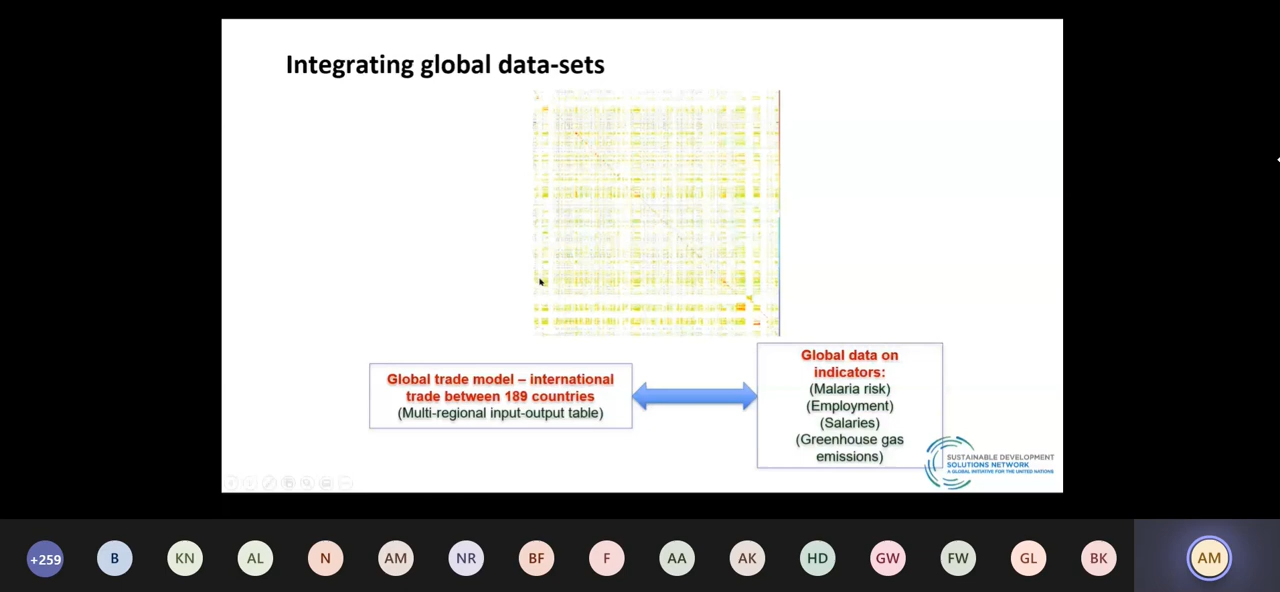 Integrating global data-sets
Global trade model – international
trade between 189 countries
(Multi-regional input-output table)
Global data on
indicators:
(Malaria risk)
(Employment)
(Salaries)
(Greenhouse gas
emissions)
SUSTAINABLE DEVELOPMENT
SOLUTIONS NETWORK
A GLOBAL INITIATIVE FOR THE UNITED NATIONS
+259
B
KN
AL
N
AM
NR
BF
F
AA
AK
HD
GW
FW
GL
BK
AM